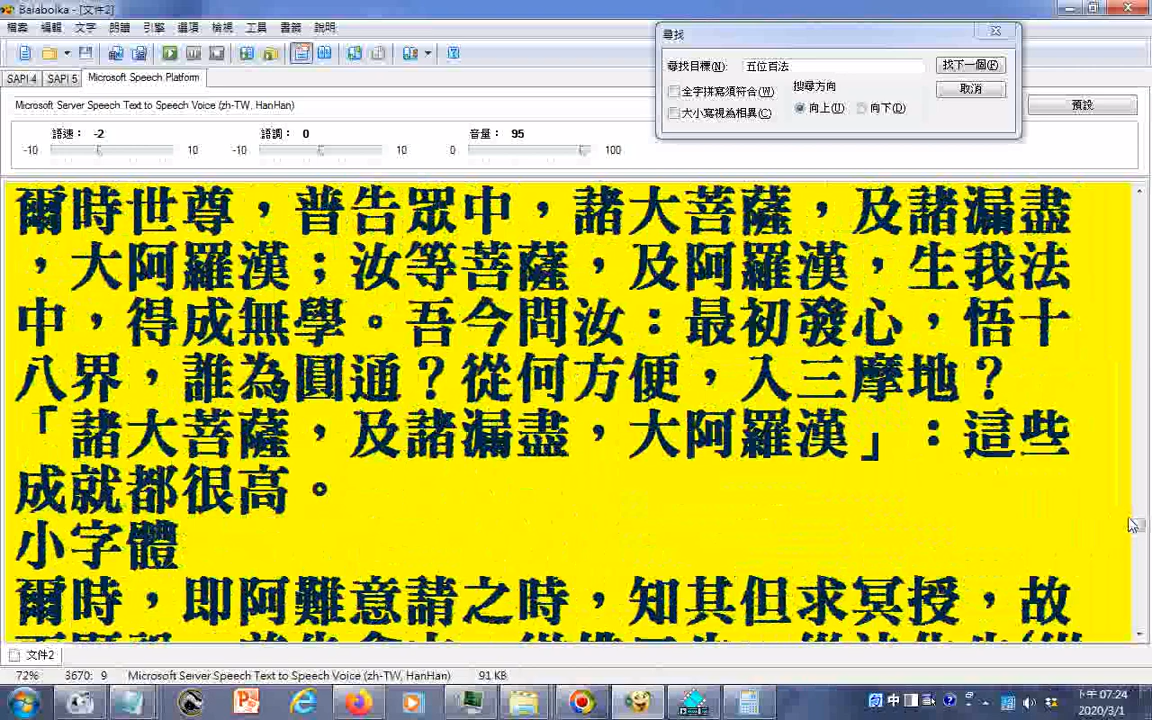 Balabolka - [文件2]
檔案 編輯 文字 朗讀 引擎 選項 檢視 工具 書籤 說明
SAPI 4 SAPI 5 Microsoft Speech Platform
Microsoft Server Speech Text to Speech Voice (zh-TW, HanHan)
預設
語速： -2 語調： 0 音量： 95
-10 10 -10 10 0 100
尋找
尋找目標(N): 五位百法 找下一個(F)
全字拼寫須符合(W) 搜尋方向 取消
大小寫視為相異(C) 向上(U) 向下(D)
爾時世尊，普告眾中，諸大菩薩，及諸漏盡
，大阿羅漢；汝等菩薩，及阿羅漢，生我法
中，得成無學。吾今問汝：最初發心，悟十
八界，誰為圓通？從何方便，入三摩地？
「諸大菩薩，及諸漏盡，大阿羅漢」：這些
成就都很高。
小字體
爾時，即阿難意請之時，知其但求冥授，故
文件2
72% 3670: 9 Microsoft Server Speech Text to Speech Voice (zh-TW, HanHan) 91 KB
中
下午 07:24
2020/3/1